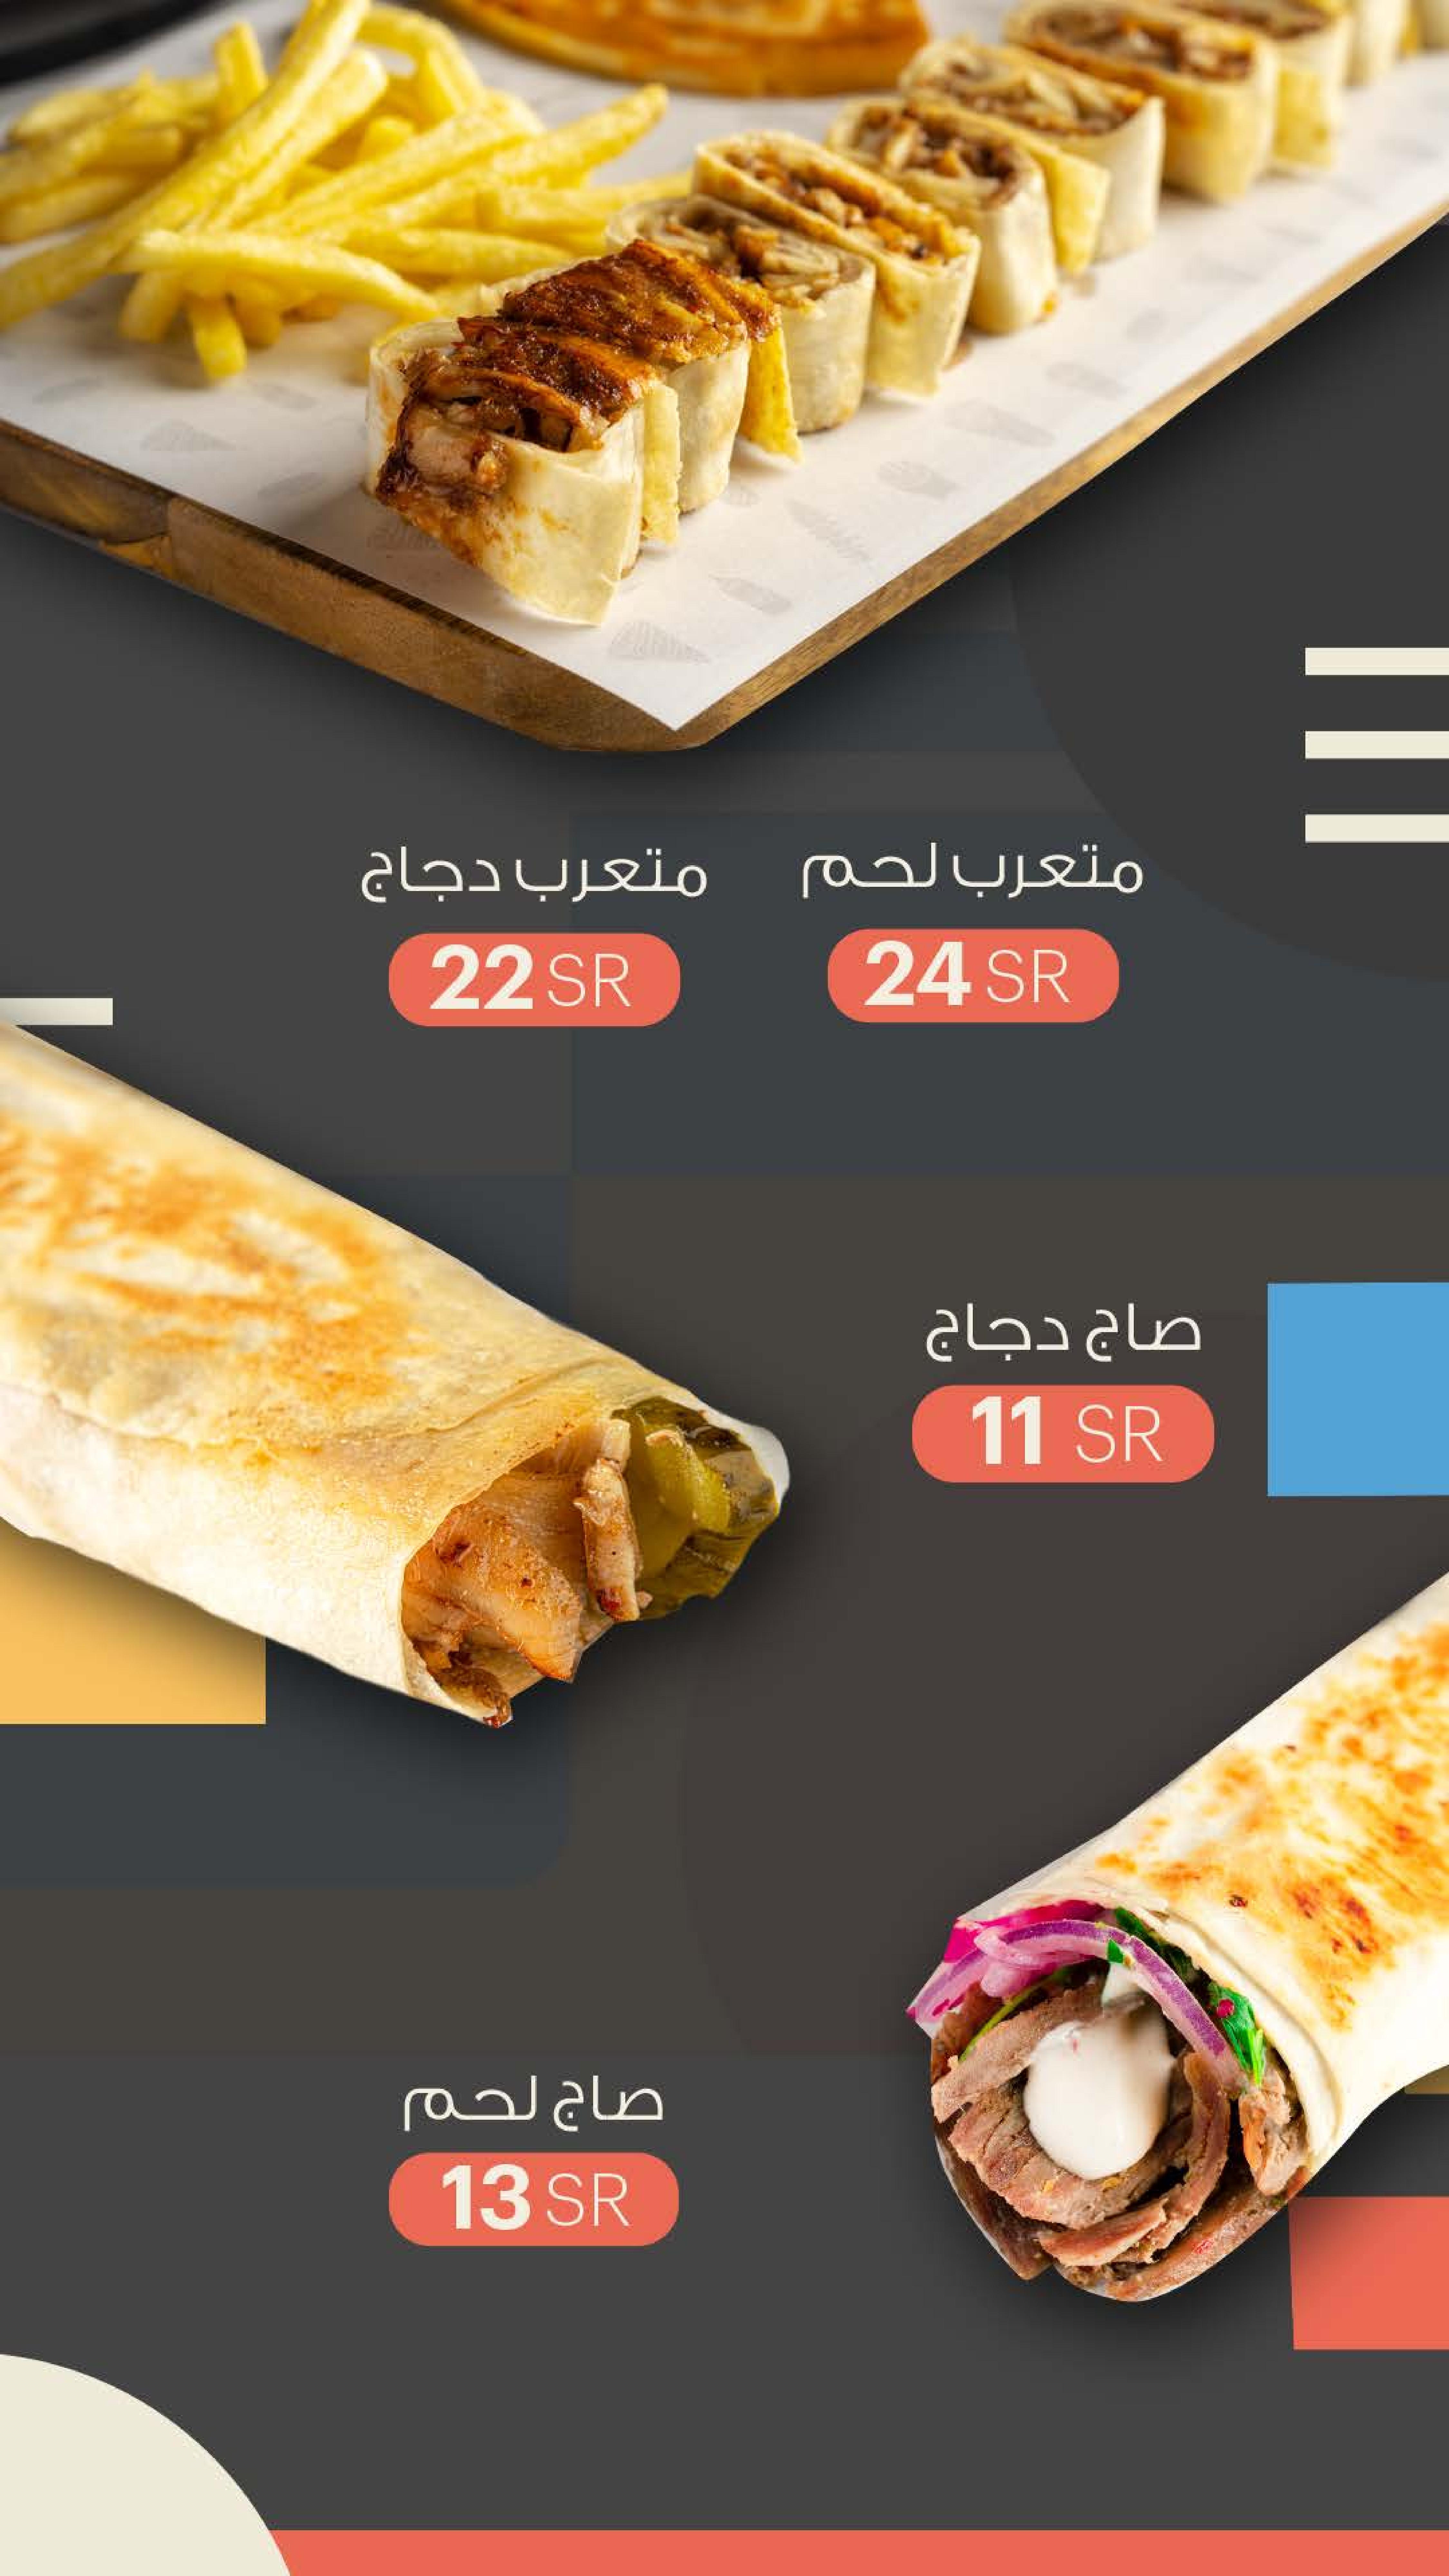 متعرب لحم
24 SR
متعرب دجاج
22 SR
صاج دجاج
11 SR
صاج لحم
13 SR